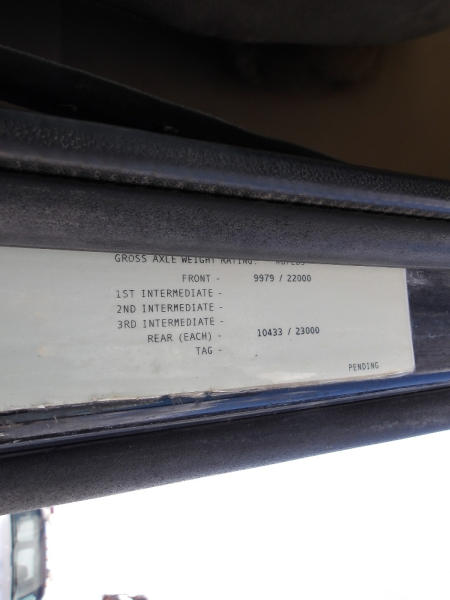 GROSS AXLE WEIGHT RATING:
FRONT - 9979 / 22000
1ST INTERMEDIATE -
2ND INTERMEDIATE -
3RD INTERMEDIATE -
REAR (EACH) - 10433 / 23000
TAG -
PENDING